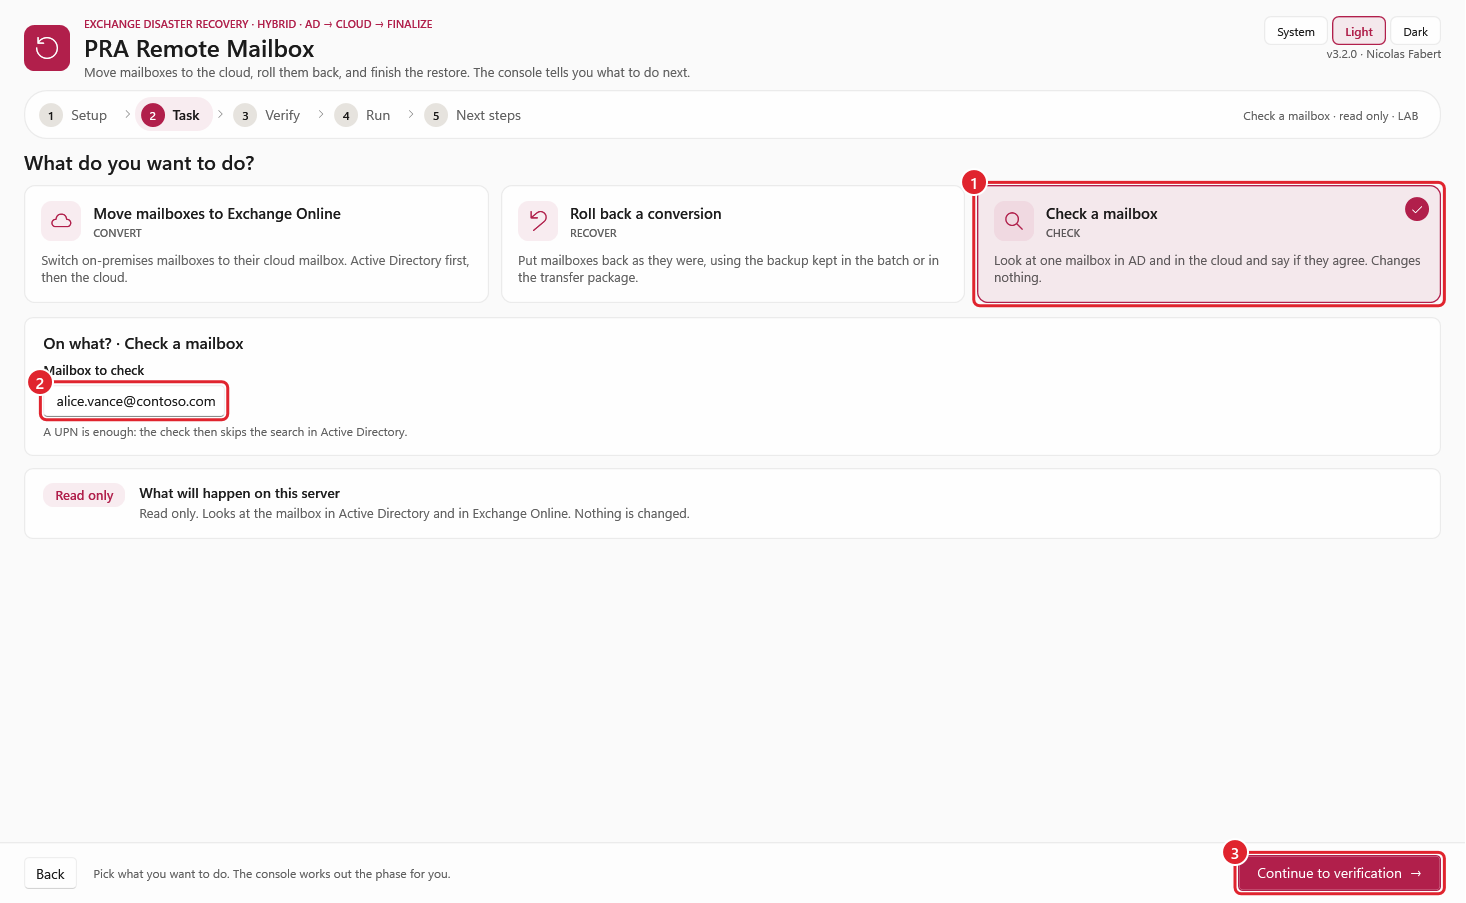 EXCHANGE DISASTER RECOVERY · HYBRID · AD → CLOUD → FINALIZE
PRA Remote Mailbox
Move mailboxes to the cloud, roll them back, and finish the restore. The console tells you what to do next.
System
Light
Dark
v3.2.0 · Nicolas Fabert
1 Setup
2 Task
3 Verify
4 Run
5 Next steps
Check a mailbox · read only · LAB
What do you want to do?
Move mailboxes to Exchange Online
CONVERT
Switch on-premises mailboxes to their cloud mailbox. Active Directory first,
then the cloud.
Roll back a conversion
RECOVER
Put mailboxes back as they were, using the backup kept in the batch or in
the transfer package.
1
Check a mailbox
CHECK
Look at one mailbox in AD and in the cloud and say if they agree. Changes
nothing.
On what? · Check a mailbox
Mailbox to check
2
alice.vance@contoso.com
A UPN is enough: the check then skips the search in Active Directory.
Read only
What will happen on this server
Read only. Looks at the mailbox in Active Directory and in Exchange Online. Nothing is changed.
Back
Pick what you want to do. The console works out the phase for you.
3
Continue to verification →